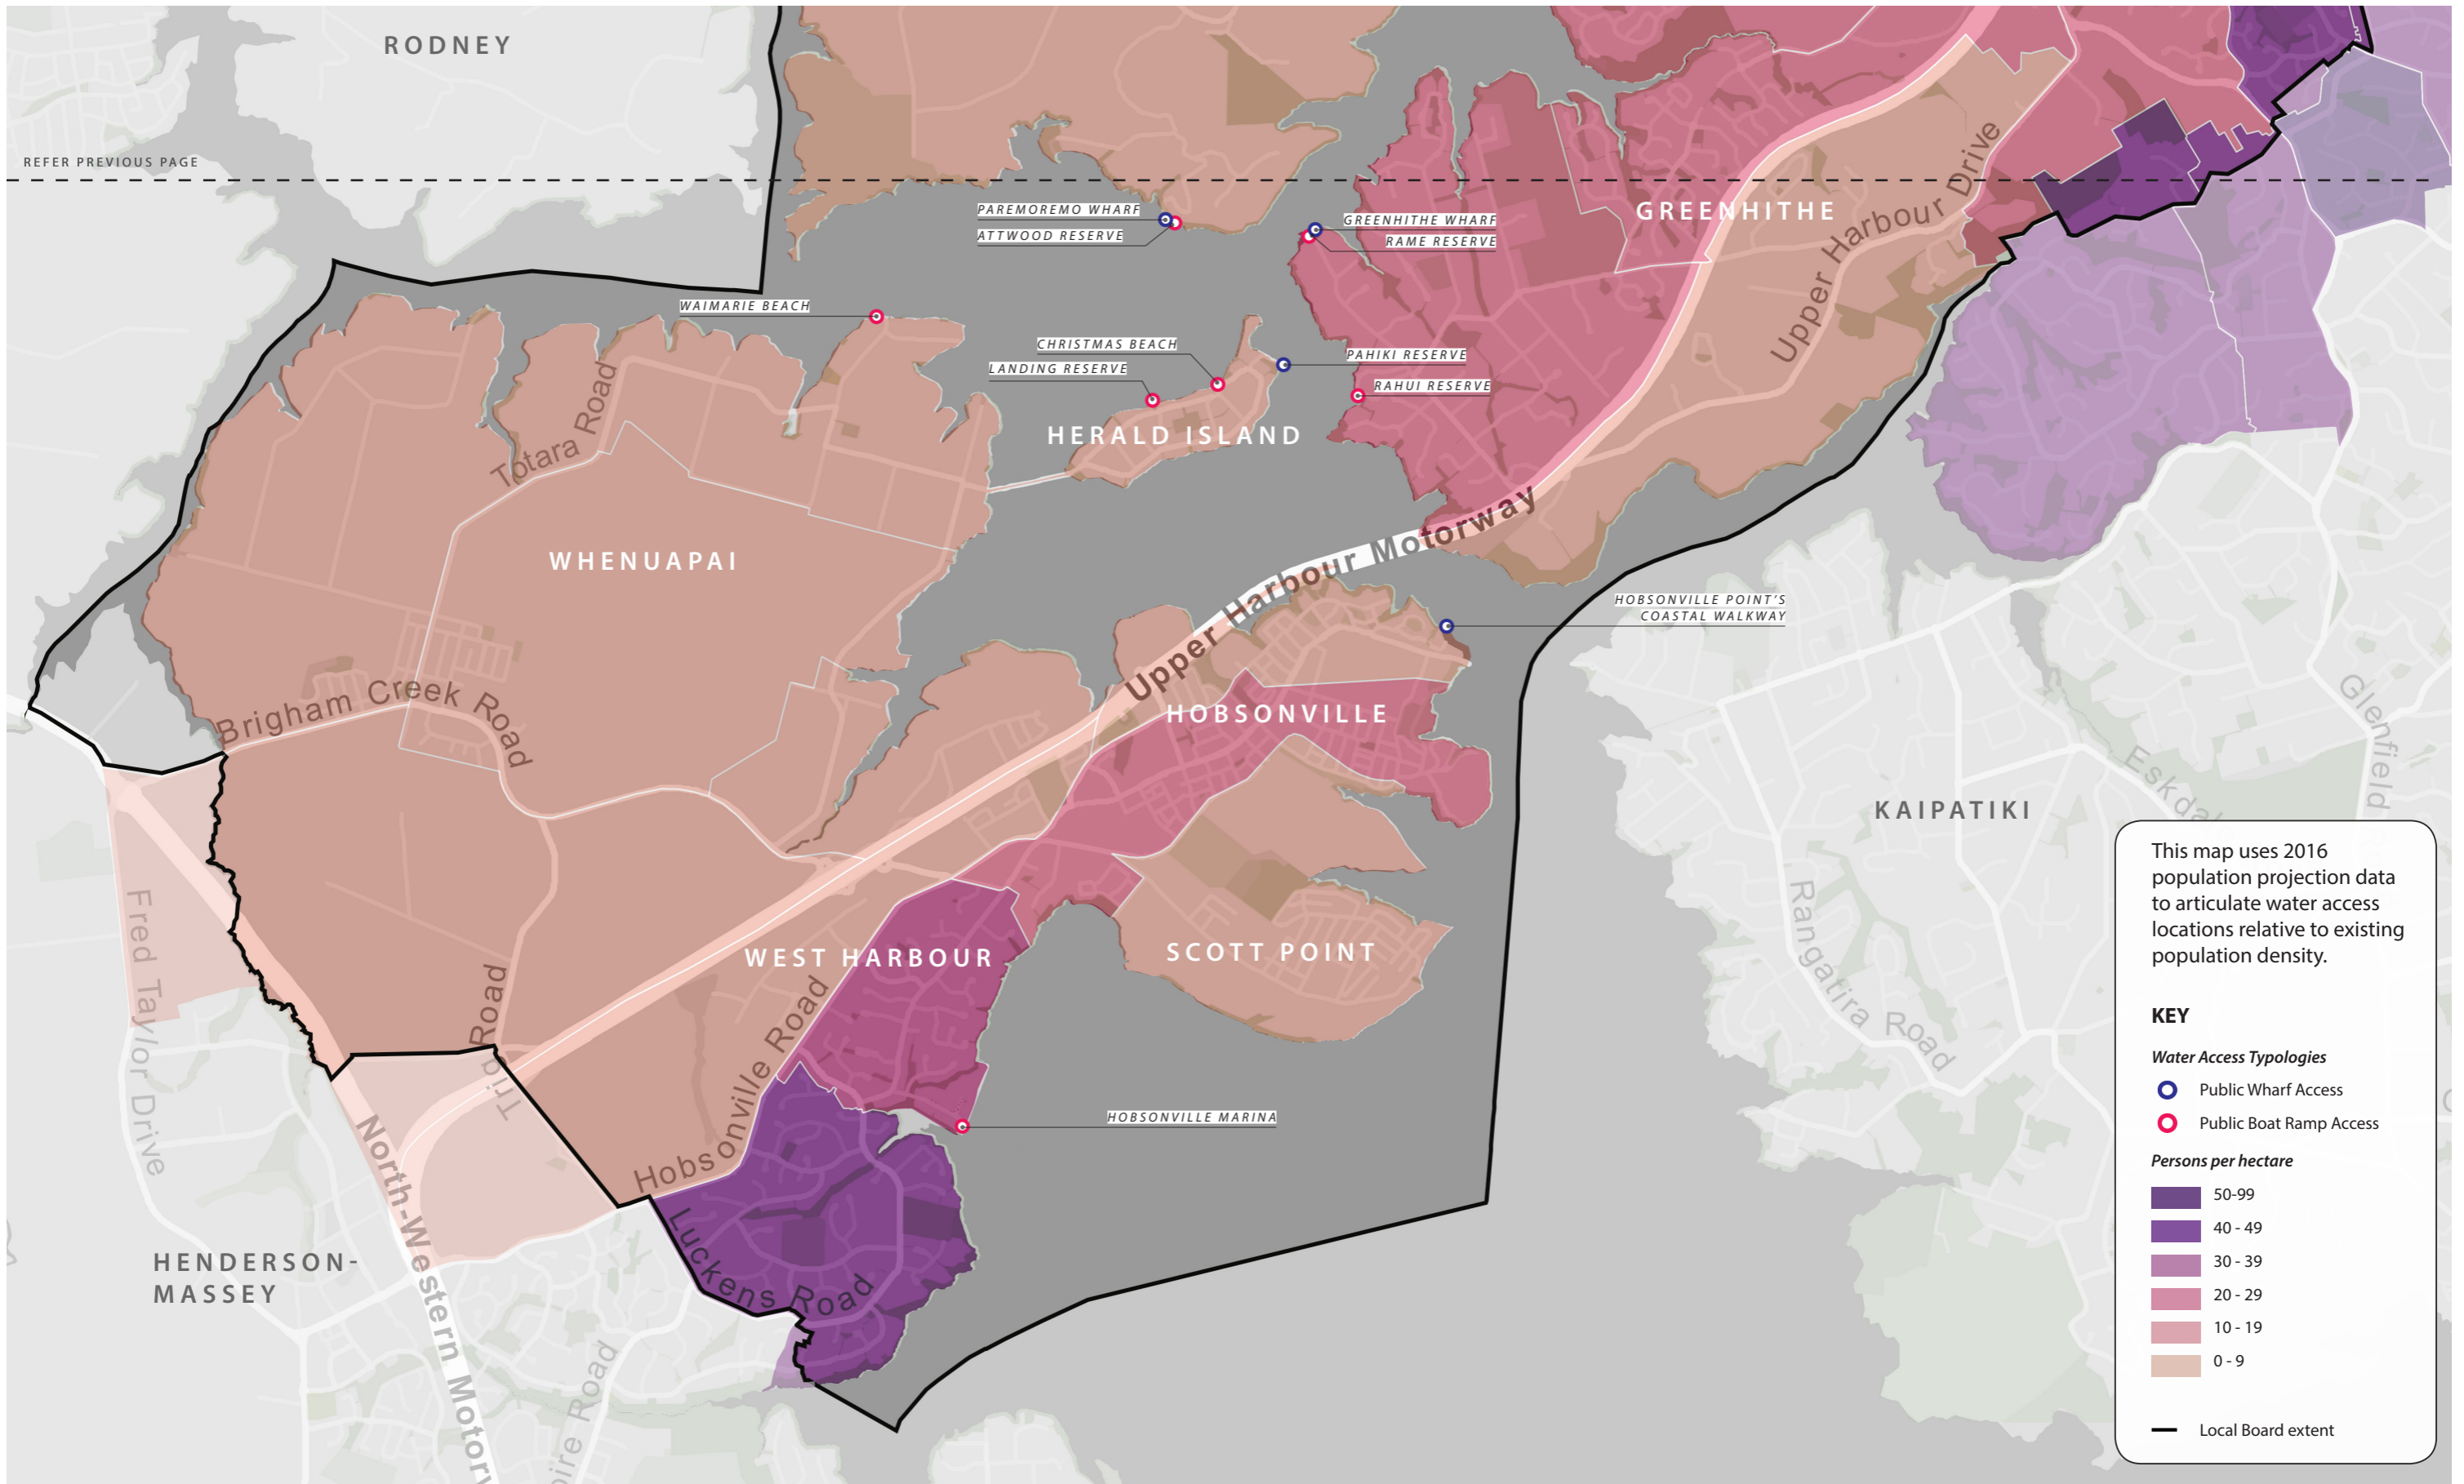 RODNEY
REFER PREVIOUS PAGE
PAREMOREMO WHARF
ATTWOOD RESERVE
GREENHITHE WHARF
RAME RESERVE
GREENHITHE
Upper Harbour Drive
WAIMARIE BEACH
CHRISTMAS BEACH
LANDING RESERVE
PAHIKI RESERVE
RAHUI RESERVE
HERALD ISLAND
Totara Road
WHENUAPAI
Upper Harbour Motorway
HOBSONVILLE POINT'S
COASTAL WALKWAY
Brigham Creek Road
HOBSONVILLE
KAIPATIKI
Glenfield
Rangatira Road
Fred Taylor Drive
WEST HARBOUR
SCOTT POINT
Road
Hobsonville Road
HOBSONVILLE MARINA
North-Western
Luckens Road
HENDERSON-
MASSEY
Road
This map uses 2016
population projection data
to articulate water access
locations relative to existing
population density.
KEY
Water Access Typologies
Public Wharf Access
Public Boat Ramp Access
Persons per hectare
50-99
40 - 49
30 - 39
20 - 29
10 - 19
0 - 9
Local Board extent